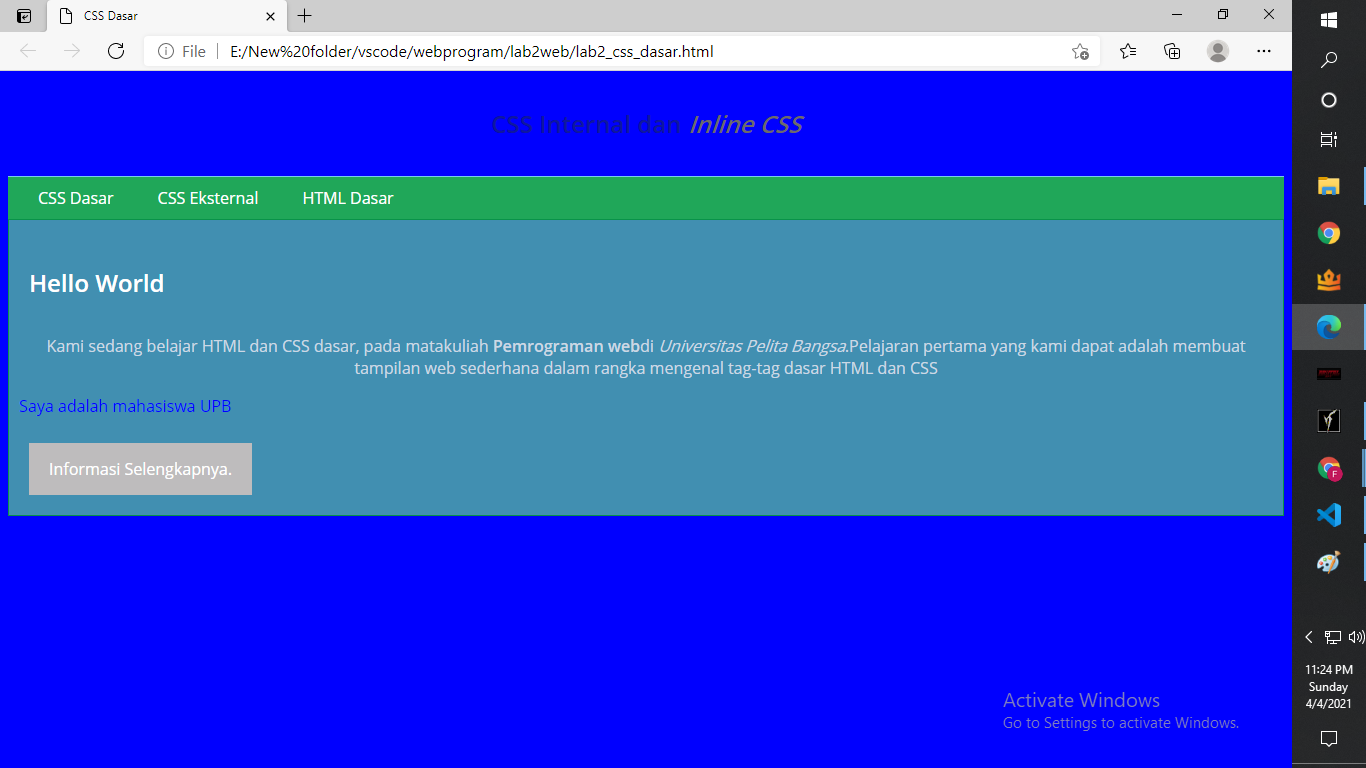 CSS Dasar
File
E:/New%20folder/vscode/webprogram/lab2web/lab2_css_dasar.html
CSS Internal dan Inline CSS
CSS Dasar CSS Eksternal HTML Dasar
Hello World
Kami sedang belajar HTML dan CSS dasar, pada matakuliah Pemrograman webdi Universitas Pelita Bangsa.Pelajaran pertama yang kami dapat adalah membuat
tampilan web sederhana dalam rangka mengenal tag-tag dasar HTML dan CSS
Saya adalah mahasiswa UPB
Informasi Selengkapnya.
Activate Windows
Go to Settings to activate Windows.
F
11:24 PM
Sunday
4/4/2021